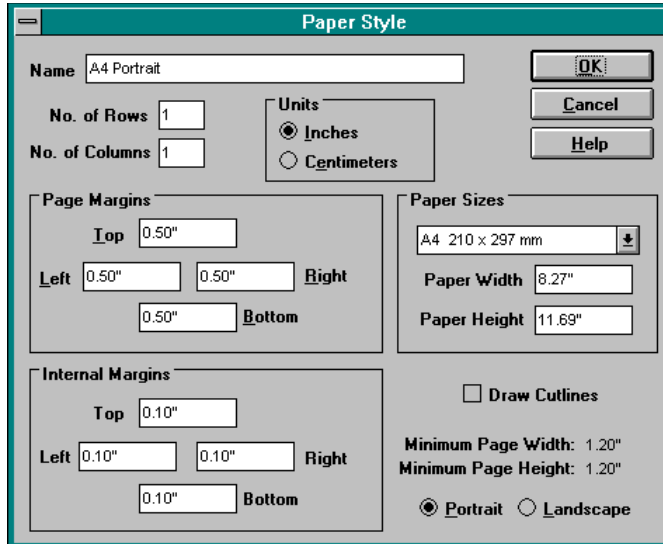 Paper Style
Name A4 Portrait
OK
No. of Rows 1
Units
Cancel
Inches
No. of Columns 1
Centimeters
Help
Page Margins
Top 0.50"
Left 0.50" 0.50" Right
0.50" Bottom
Paper Sizes
A4 210 x 297 mm
Paper Width 8.27"
Paper Height 11.69"
Internal Margins
Top 0.10"
Left 0.10" 0.10" Right
0.10" Bottom
Draw Cutlines
Minimum Page Width: 1.20"
Minimum Page Height: 1.20"
Portrait Landscape